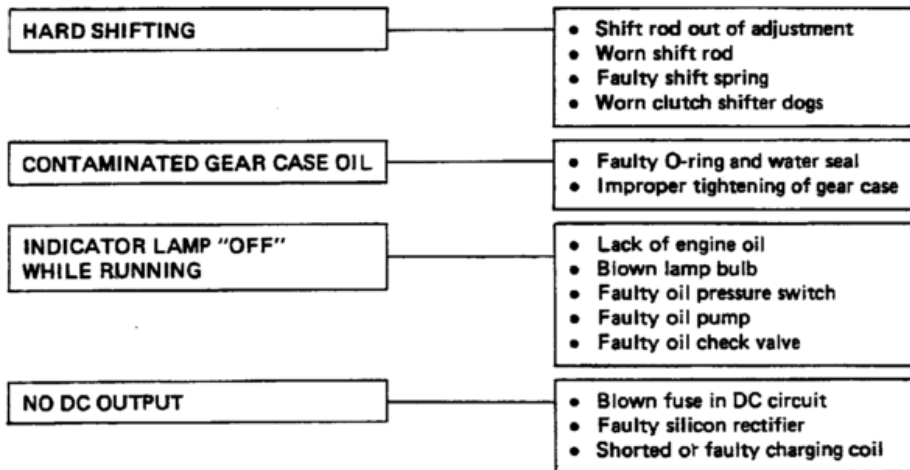 HARD SHIFTING
• Shift rod out of adjustment
• Worn shift rod
• Faulty shift spring
• Worn clutch shifter dogs
CONTAMINATED GEAR CASE OIL
• Faulty O-ring and water seal
• Improper tightening of gear case
INDICATOR LAMP "OFF"
WHILE RUNNING
• Lack of engine oil
• Blown lamp bulb
• Faulty oil pressure switch
• Faulty oil pump
• Faulty oil check valve
NO DC OUTPUT
• Blown fuse in DC circuit
• Faulty silicon rectifier
• Shorted or faulty charging coil